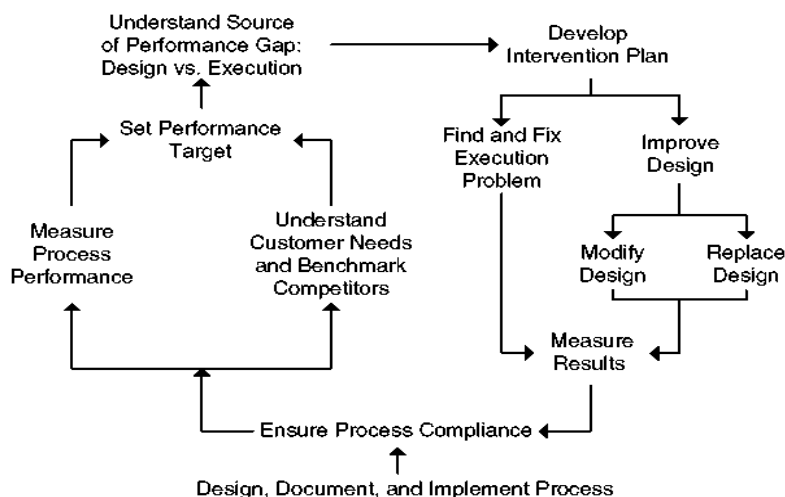 Understand Source
of Performance Gap:
Design vs. Execution
Develop
Intervention Plan
Set Performance
Target
Find and Fix
Execution
Problem
Improve
Design
Measure
Process
Performance
Understand
Customer Needs
and Benchmark
Competitors
Modify
Design
Replace
Design
Measure
Results
Ensure Process Compliance
Design, Document, and Implement Process